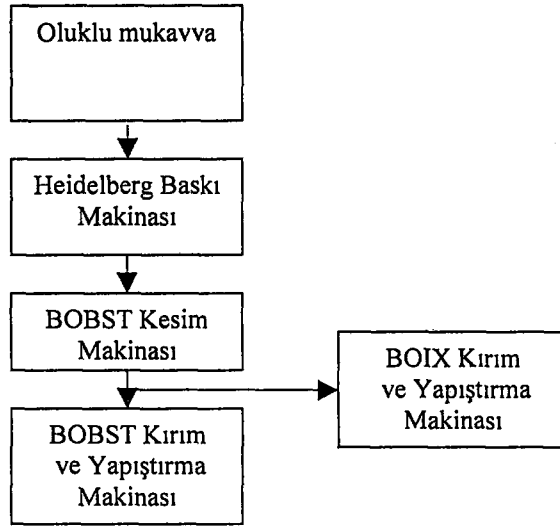 Oluklu mukavva
Heidelberg Baskı
Makinası
BOBST Kesim
Makinası
BOIX Kırım
ve Yapıştırma
Makinası
BOBST Kırım
ve Yapıştırma
Makinası